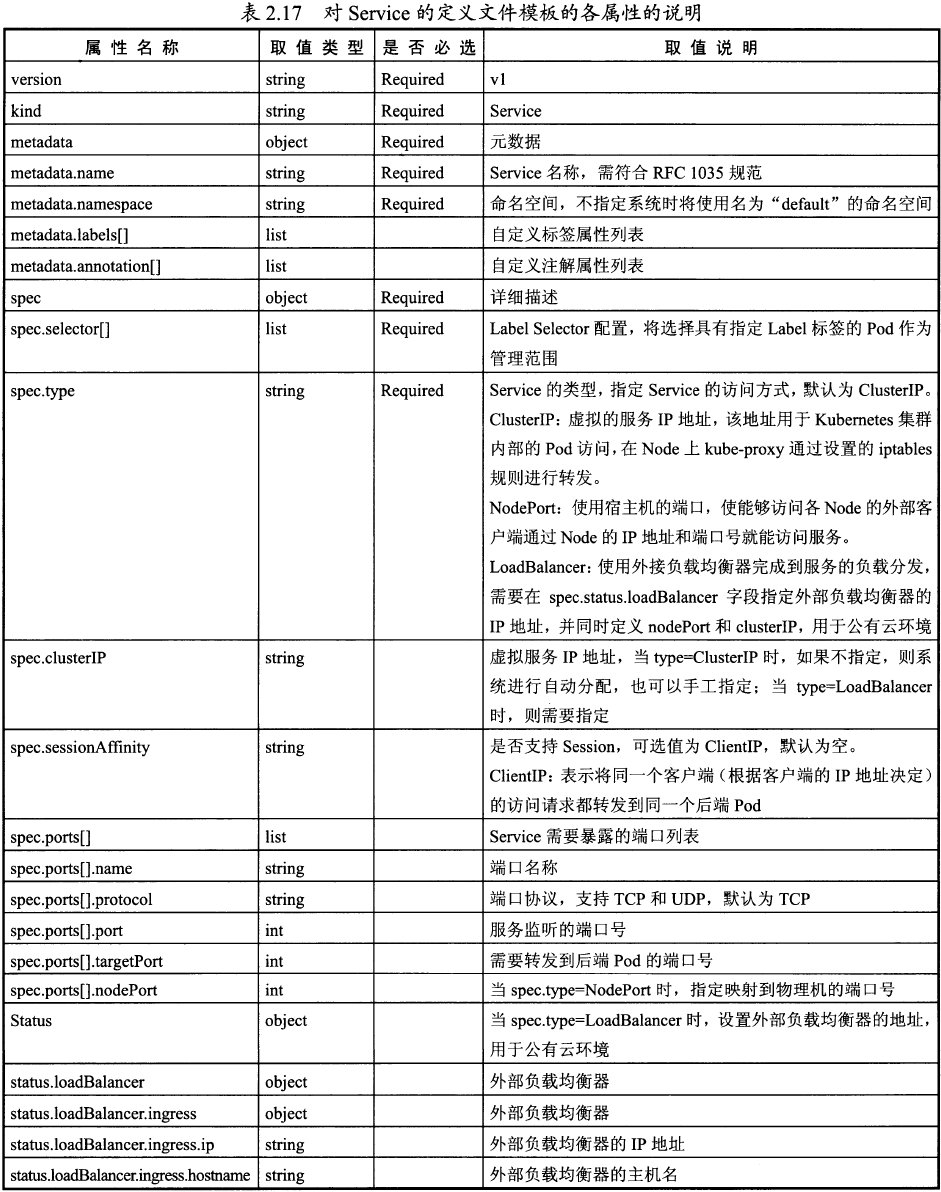 表 2.17 对 Service 的定义文件模板的各属性的说明
属性名称 取值类型 是否必选 取值说明
version string Required v1
kind string Required Service
metadata object Required 元数据
metadata.name string Required Service 名称，需符合 RFC 1035 规范
metadata.namespace string Required 命名空间，不指定系统时将使用名为“default”的命名空间
metadata.labels[] list 自定义标签属性列表
metadata.annotation[] list 自定义注解属性列表
spec object Required 详细描述
spec.selector[] list Required Label Selector 配置，将选择具有指定 Label 标签的 Pod 作为
管理范围
spec.type string Required Service 的类型，指定 Service 的访问方式，默认为 ClusterIP。
ClusterIP：虚拟的服务 IP 地址，该地址用于 Kubernetes 集群
内部的 Pod 访问，在 Node 上 kube-proxy 通过设置的 iptables
规则进行转发。
NodePort：使用宿主机的端口，使能够访问各 Node 的外部客
户端通过 Node 的 IP 地址和端口号就能访问服务。
LoadBalancer：使用外接负载均衡器完成到服务的负载分发，
需要在 spec.status.loadBalancer 字段指定外部负载均衡器的
IP 地址，并同时定义 nodePort 和 clusterIP，用于公有云环境
spec.clusterIP string 虚拟服务 IP 地址，当 type=ClusterIP 时，如果不指定，则系
统进行自动分配，也可以手工指定；当 type=LoadBalancer
时，则需要指定
spec.sessionAffinity string 是否支持 Session，可选值为 ClientIP，默认为空。
ClientIP：表示将同一个客户端（根据客户端的 IP 地址决定）
的访问请求都转发到同一个后端 Pod
spec.ports[] list Service 需要暴露的端口列表
spec.ports[].name string 端口名称
spec.ports[].protocol string 端口协议，支持 TCP 和 UDP，默认为 TCP
spec.ports[].port int 服务监听的端口号
spec.ports[].targetPort int 需要转发到后端 Pod 的端口号
spec.ports[].nodePort int 当 spec.type=NodePort 时，指定映射到物理机的端口号
Status object 当 spec.type=LoadBalancer 时，设置外部负载均衡器的地址，
用于公有云环境
status.loadBalancer object 外部负载均衡器
status.loadBalancer.ingress object 外部负载均衡器
status.loadBalancer.ingress.ip string 外部负载均衡器的 IP 地址
status.loadBalancer.ingress.hostname string 外部负载均衡器的主机名